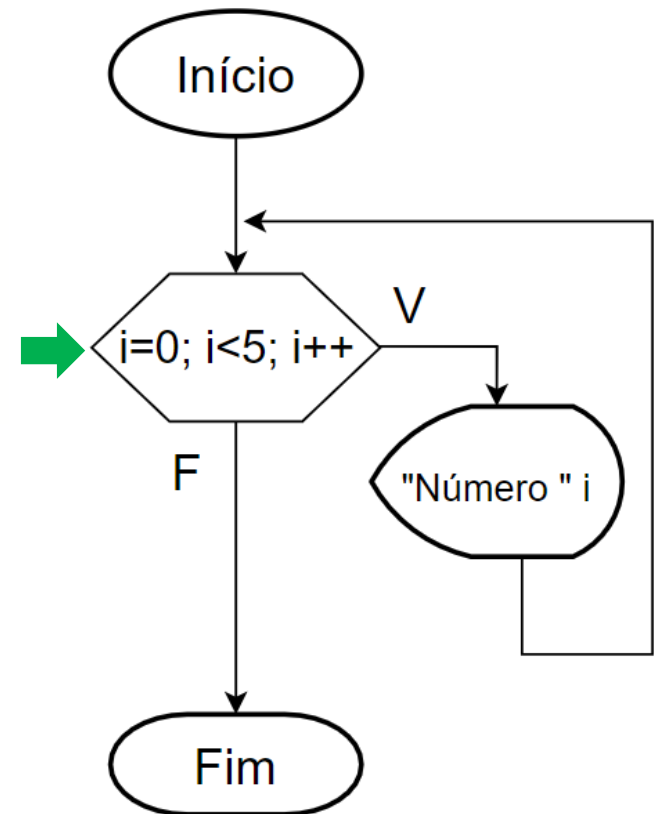 Início
i=0; i<5; i++
V
F
"Número " i
Fim